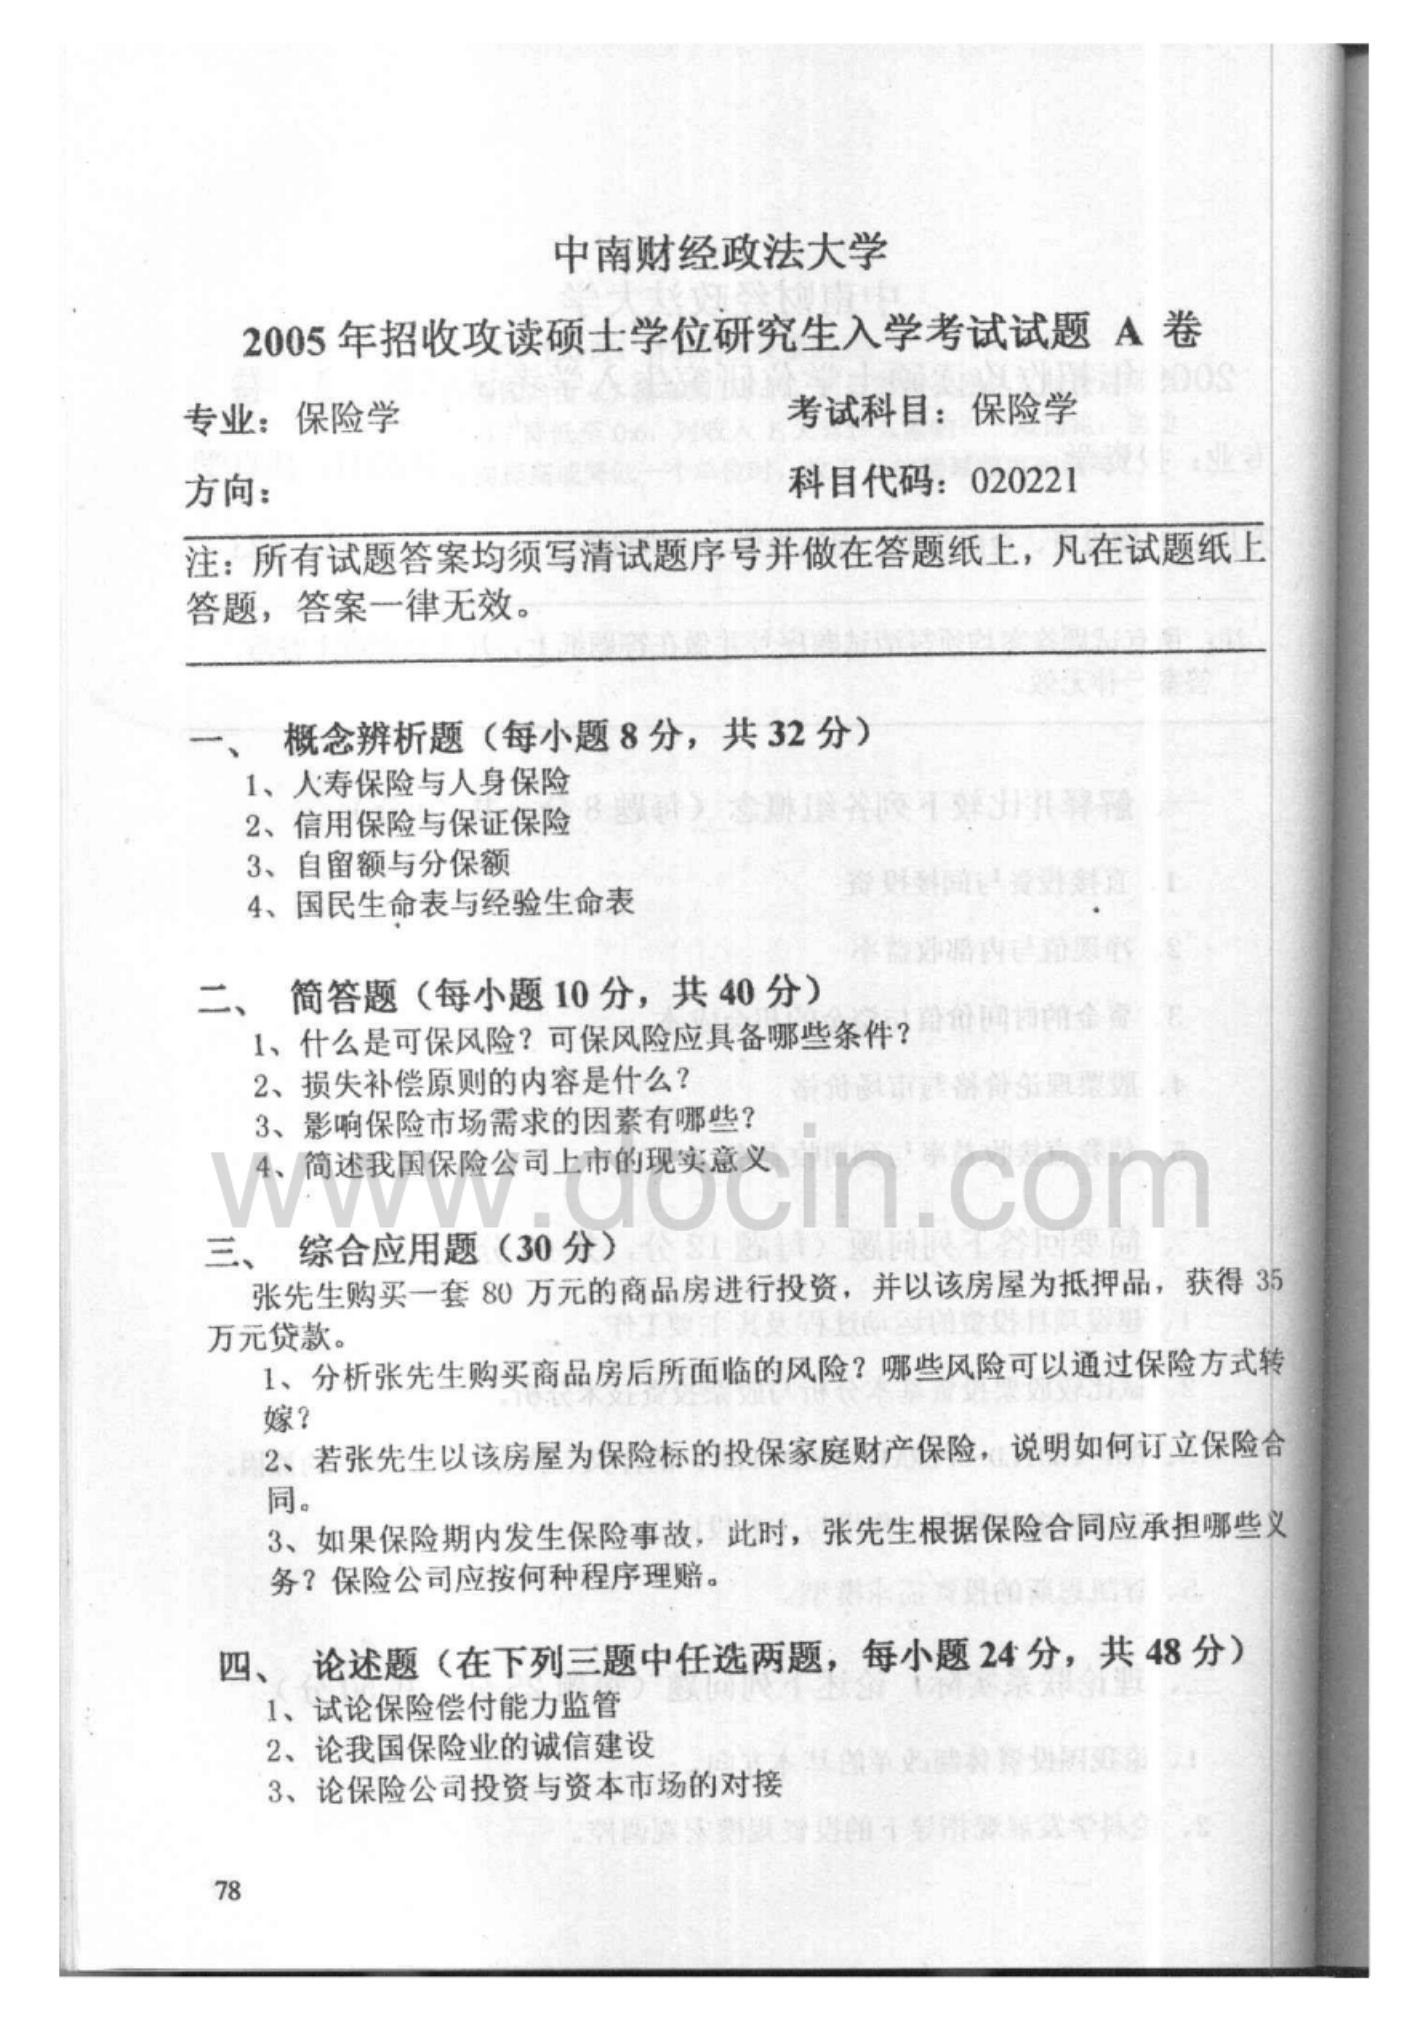 中南财经政法大学
2005 年招收攻读硕士学位研究生入学考试试题 A 卷
专业：保险学 考试科目：保险学
方向： 科目代码：020221
注：所有试题答案均须写清试题序号并做在答题纸上，凡在试题纸上
答题，答案一律无效。
一、 概念辨析题（每小题 8 分，共 32 分）
1、人寿保险与人身保险
2、信用保险与保证保险
3、自留额与分保额
4、国民生命表与经验生命表
二、 简答题（每小题 10 分，共 40 分）
1、什么是可保风险？可保风险应具备哪些条件？
2、损失补偿原则的内容是什么？
3、影响保险市场需求的因素有哪些？
4、简述我国保险公司上市的现实意义
www.docin.com
三、 综合应用题（30 分）
张先生购买一套 80 万元的商品房进行投资，并以该房屋为抵押品，获得 35
万元贷款。
1、分析张先生购买商品房后所面临的风险？哪些风险可以通过保险方式转
嫁？
2、若张先生以该房屋为保险标的投保家庭财产保险，说明如何订立保险合
同。
3、如果保险期内发生保险事故，此时，张先生根据保险合同应承担哪些义
务？保险公司应按何种程序理赔。
四、 论述题（在下列三题中任选两题，每小题 24 分，共 48 分）
1、试论保险偿付能力监管
2、论我国保险业的诚信建设
3、论保险公司投资与资本市场的对接
78